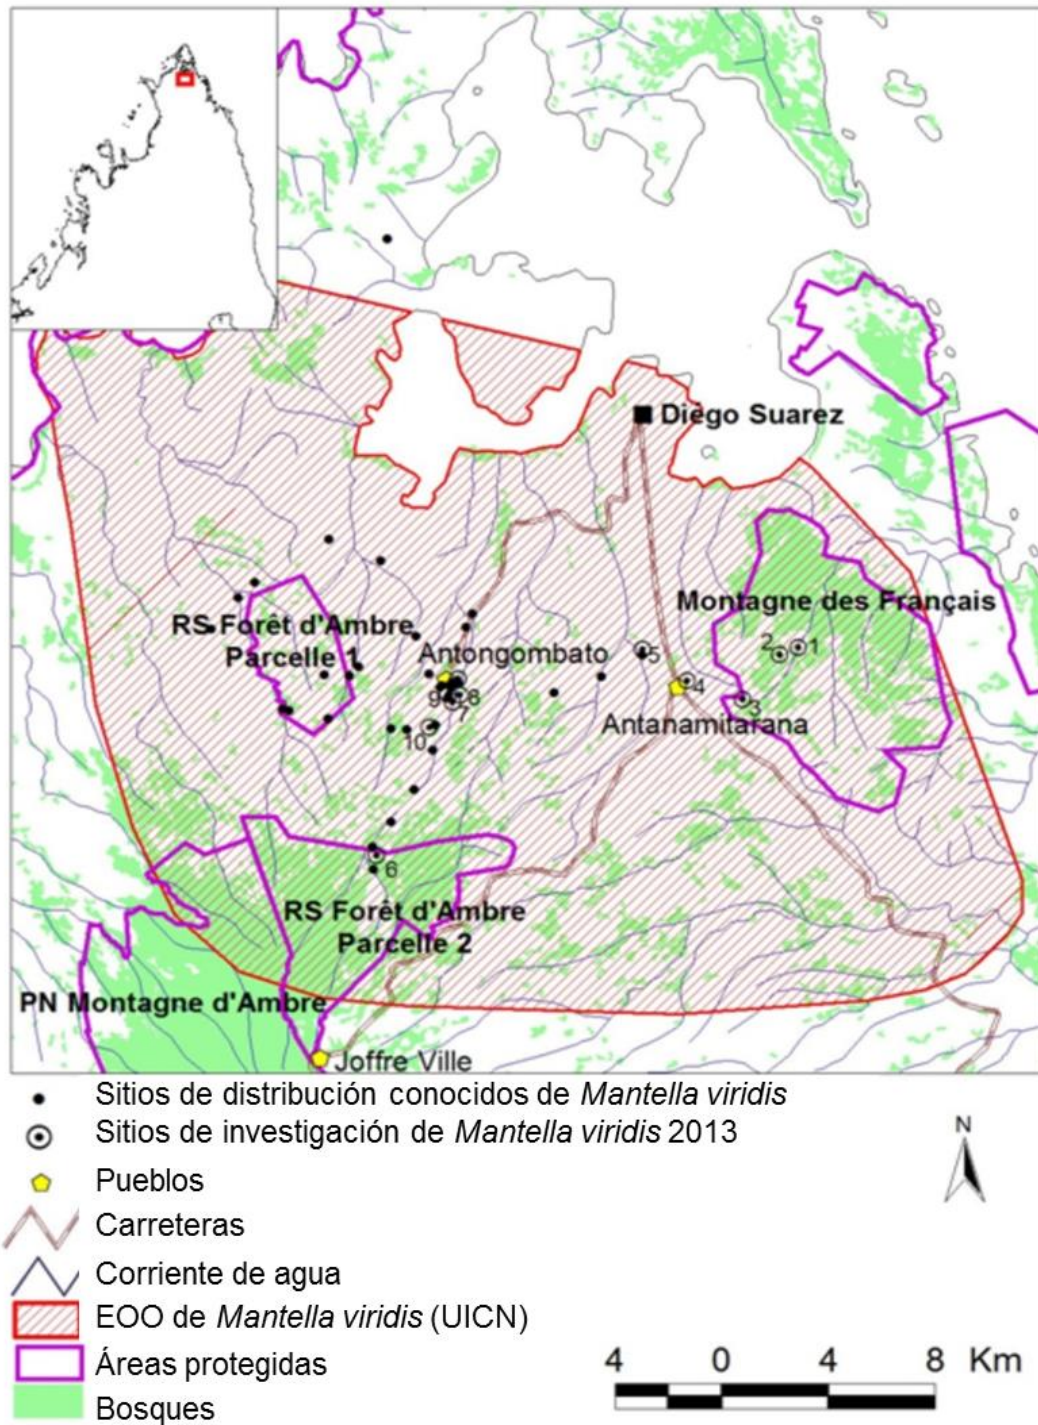 Diégo Suarez
Montagne des Français
RS Forêt d'Ambre
Parcelle 1
Antongombato
2
1
5
4
3
9
8
7
Antanamitarana
10
6
RS Forêt d'Ambre
Parcelle 2
PN Montagne d'Ambre
Joffre Ville
Sitios de distribución conocidos de Mantella viridis
Sitios de investigación de Mantella viridis 2013
N
Pueblos
Carreteras
Corriente de agua
EOO de Mantella viridis (UICN)
Áreas protegidas
4 0 4 8 Km
Bosques